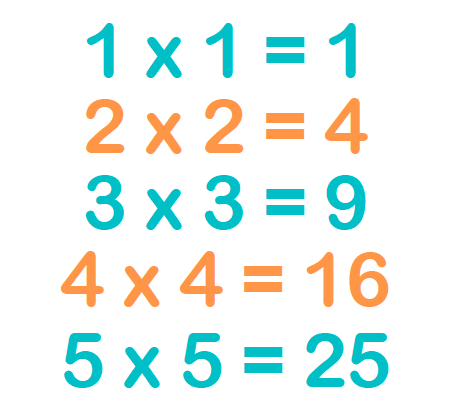 1 x 1 = 1
2 x 2 = 4
3 x 3 = 9
4 x 4 = 16
5 x 5 = 25